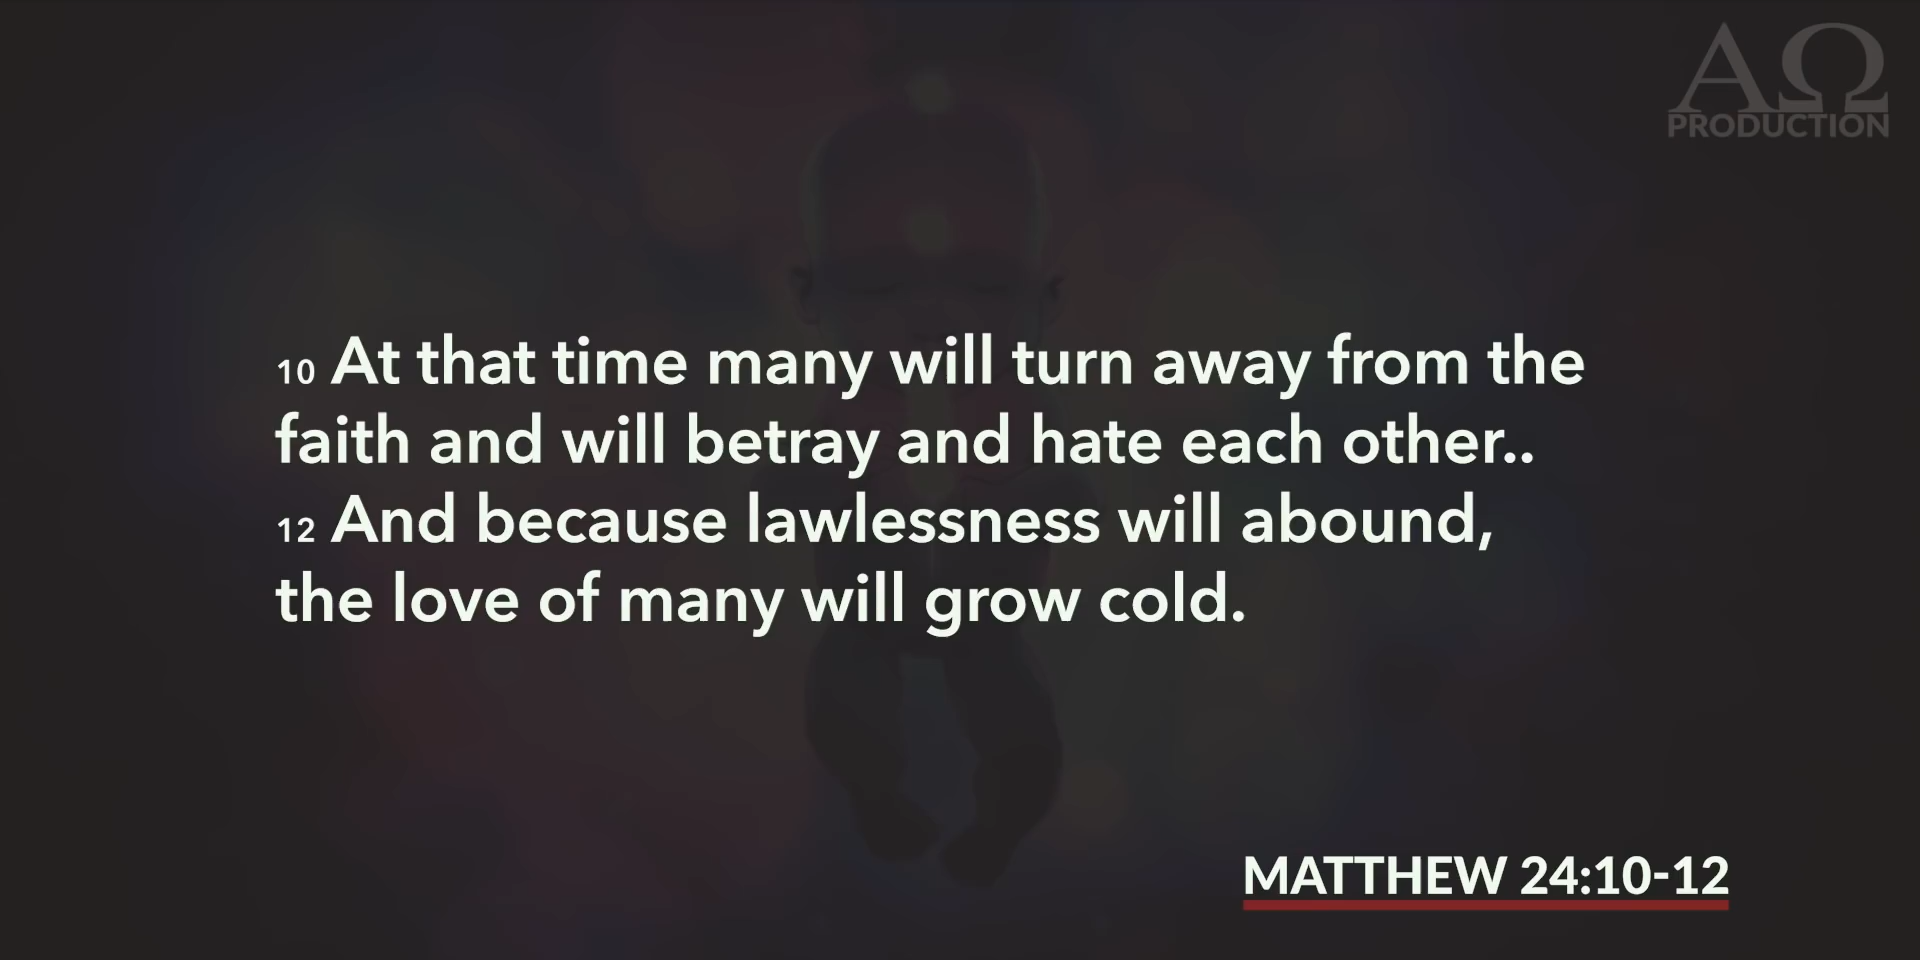 ΑΩ
PRODUCTION
10 At that time many will turn away from the
faith and will betray and hate each other..
12 And because lawlessness will abound,
the love of many will grow cold.
MATTHEW 24:10-12